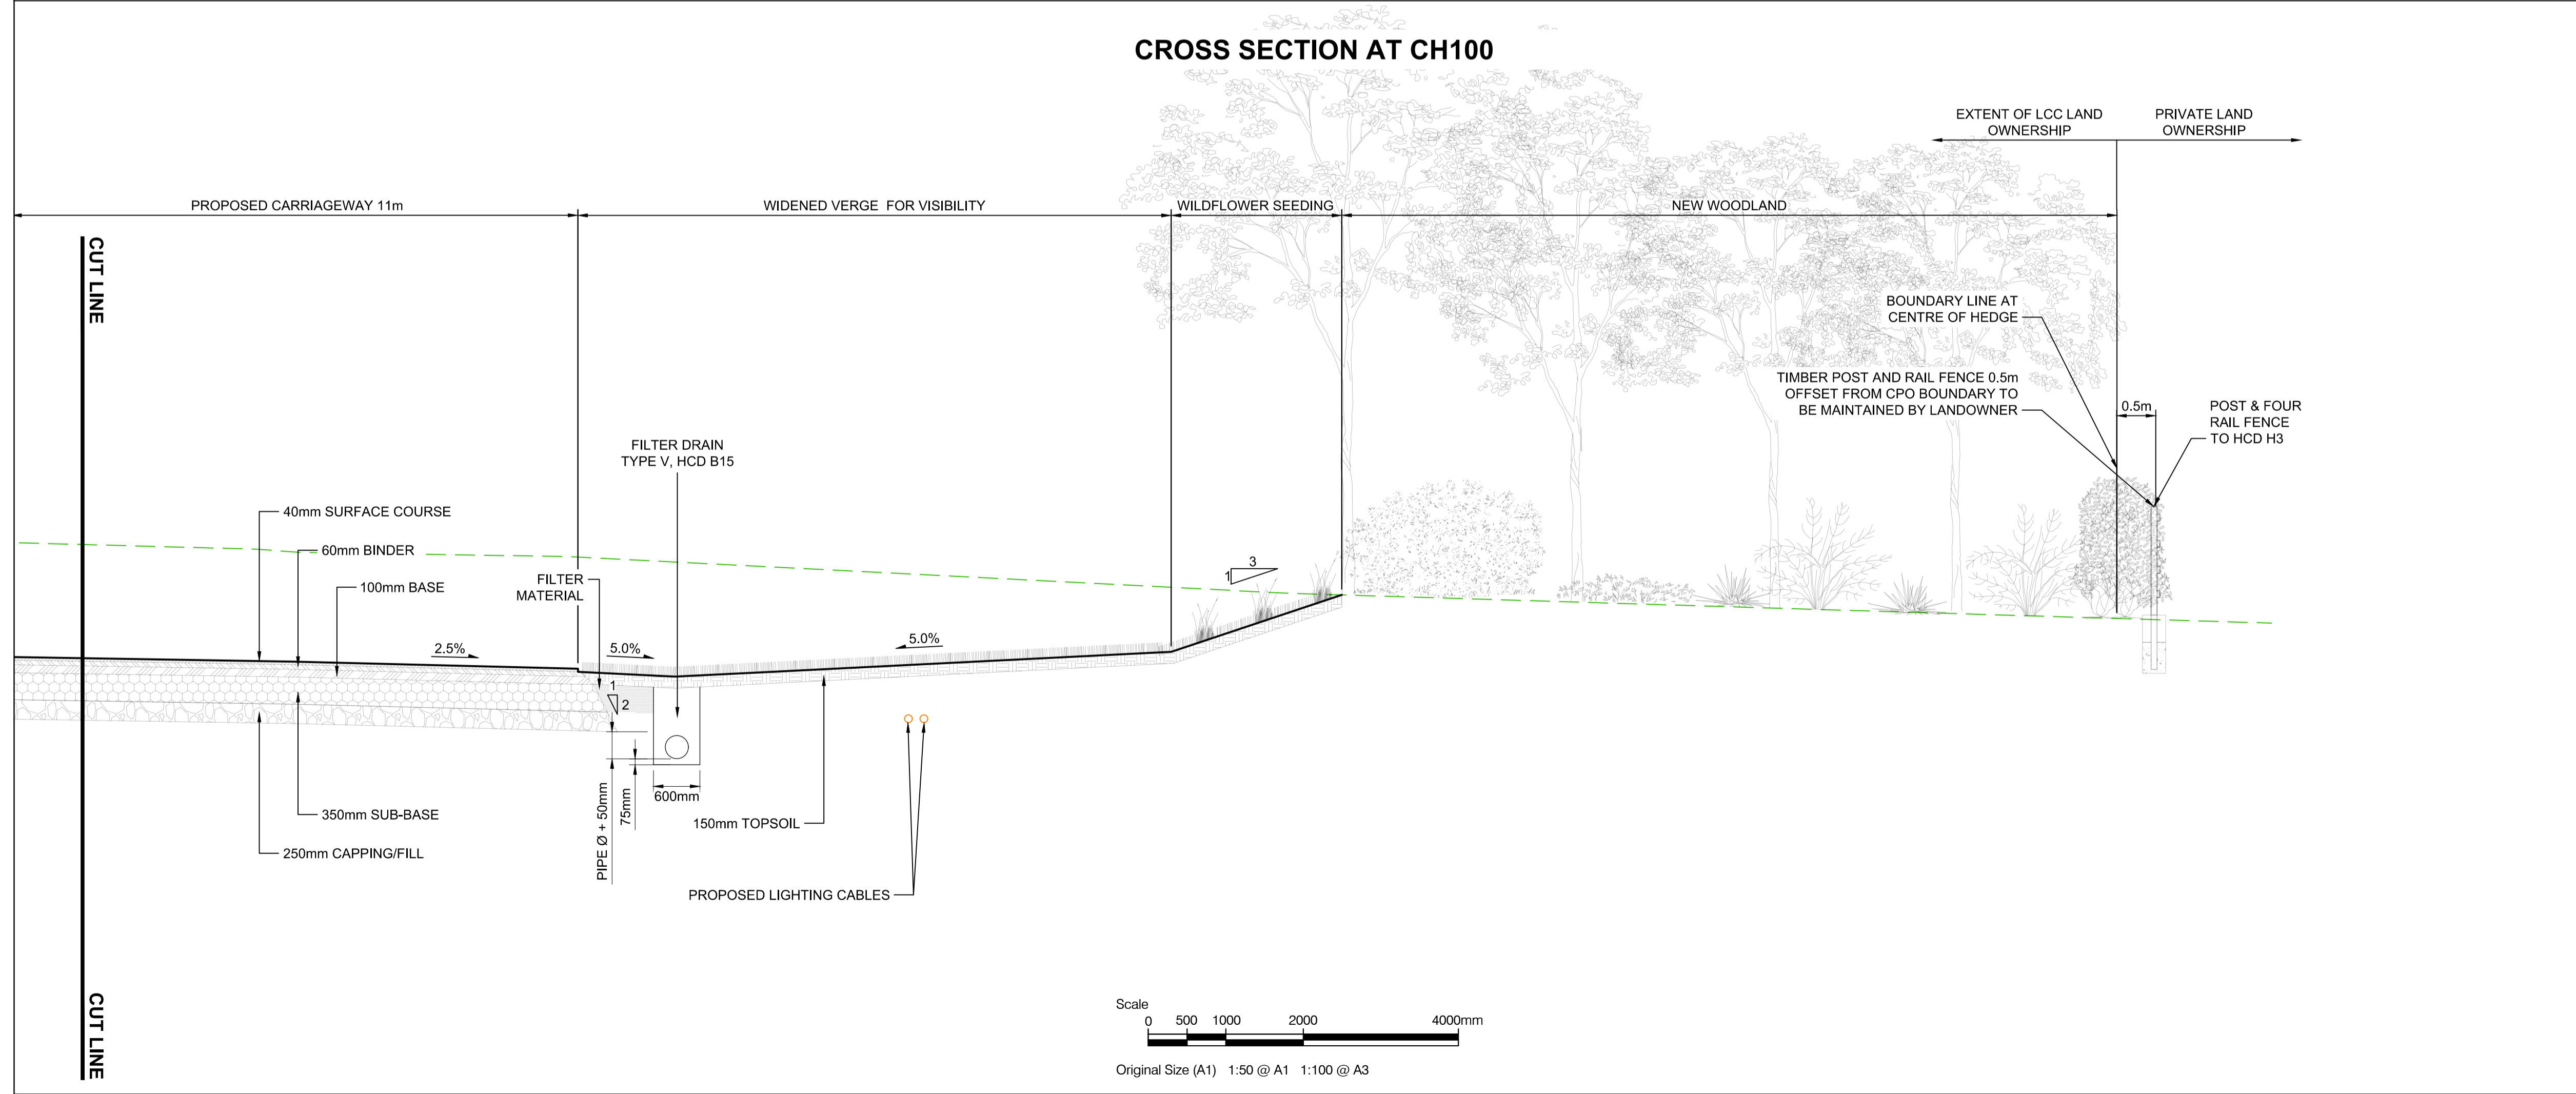 CROSS SECTION AT CH100
EXTENT OF LCC LAND
OWNERSHIP
PRIVATE LAND
OWNERSHIP
PROPOSED CARRIAGEWAY 11m
WIDENED VERGE FOR VISIBILITY
WILDFLOWER SEEDING
NEW WOODLAND
CUT LINE
BOUNDARY LINE AT
CENTRE OF HEDGE
TIMBER POST AND RAIL FENCE 0.5m
OFFSET FROM CPO BOUNDARY TO
BE MAINTAINED BY LANDOWNER
0.5m
POST & FOUR
RAIL FENCE
TO HCD H3
FILTER DRAIN
TYPE V, HCD B15
40mm SURFACE COURSE
60mm BINDER
100mm BASE
FILTER
MATERIAL
3
1
2.5%
5.0%
5.0%
1
2
PIPE Ø + 50mm
75mm
600mm
350mm SUB-BASE
250mm CAPPING/FILL
150mm TOPSOIL
PROPOSED LIGHTING CABLES
CUT LINE
Scale
0 500 1000 2000 4000mm
Original Size (A1) 1:50 @ A1 1:100 @ A3